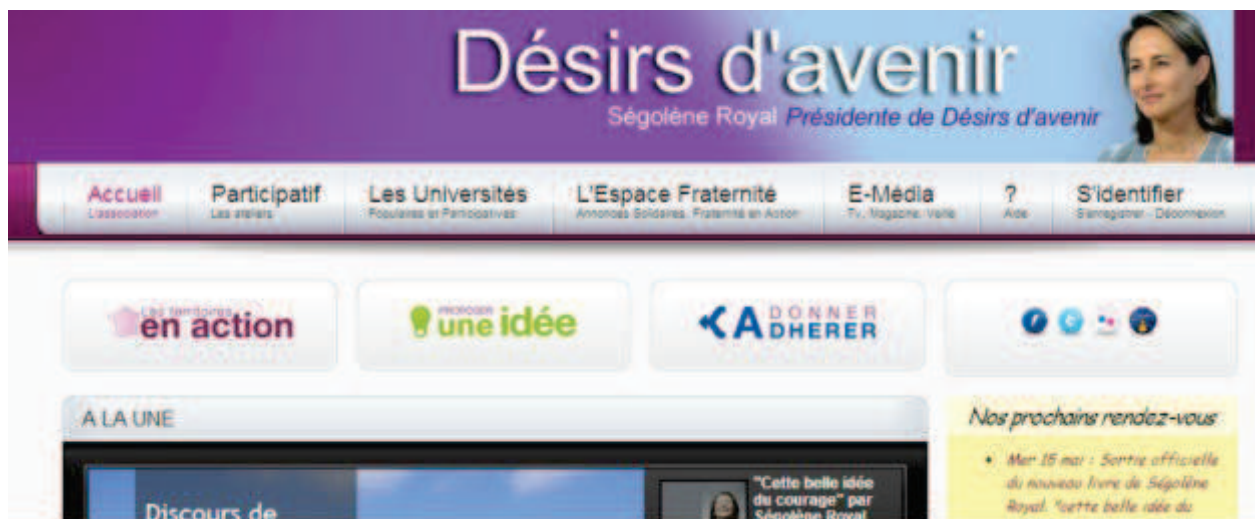 Désirs d'avenir
Ségolène Royal Présidente de Désirs d'avenir
Accueil Participatif Les Universités L'Espace Fraternité E-Média ? S'identifier
L'association Les ateliers Populaires et Participatives Annonces Solidaires, Fraternité en Action Tv, Magazine, Veille Aide S'enregistrer - Déconnexion
Les territoires
en action
PROPOSER
une idée
DONNER
ADHERER
A LA UNE
Nos prochains rendez-vous
• Mer 15 mai : Sortie officielle
du nouveau livre de Ségolène
Royal, "cette belle idée du
Discours de
"Cette belle idée
du courage" par
Ségolène Royal